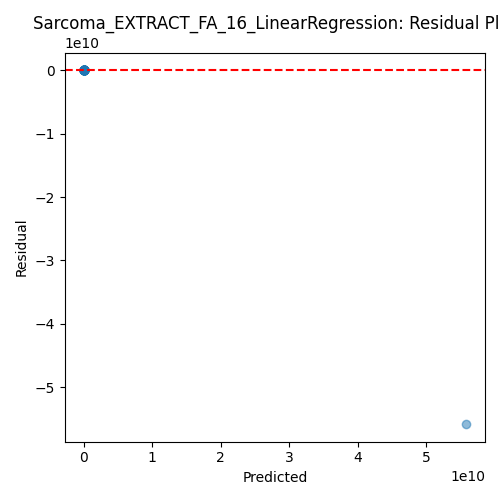 Sarcoma_EXTRACT_FA_16_LinearRegression: Residual Pl
1e10
0
−1
−2
−3
−4
−5
Residual
0 1 2 3 4 5
1e10
Predicted